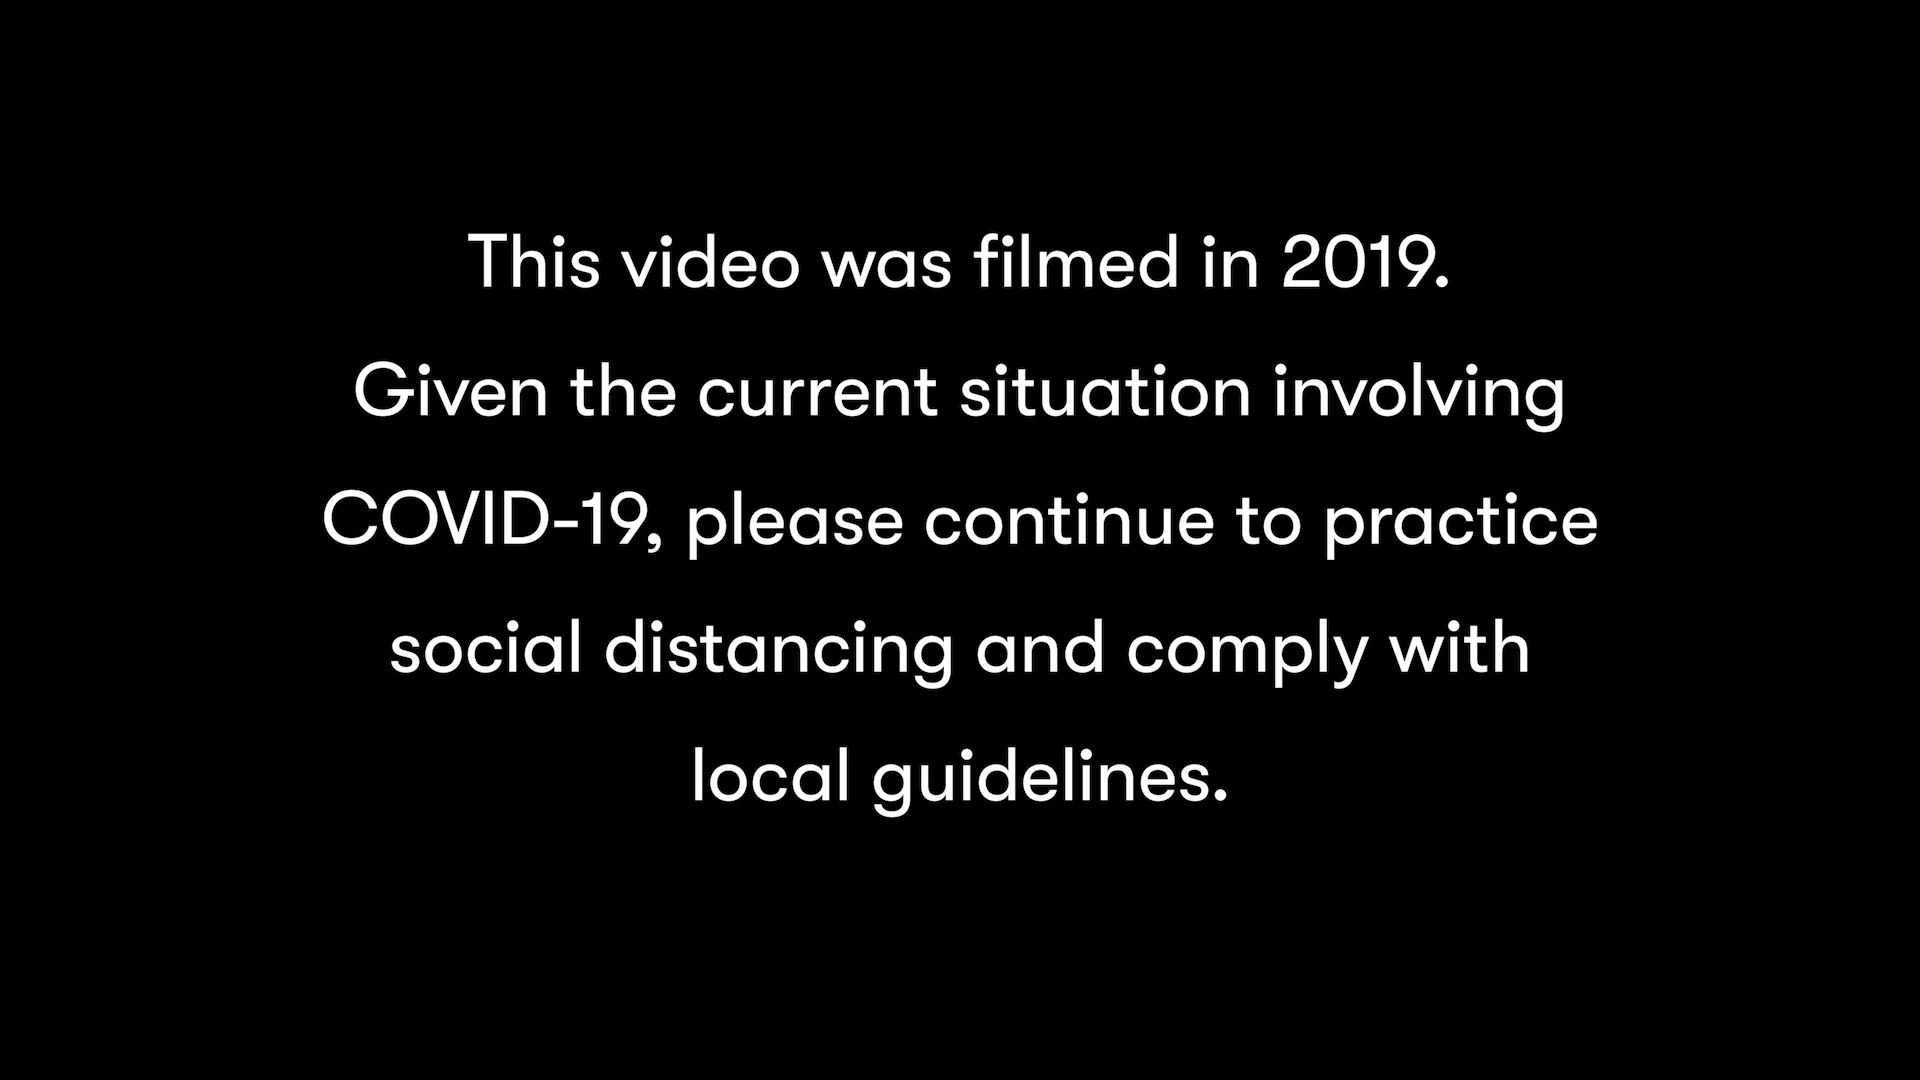 This video was filmed in 2019.
Given the current situation involving
COVID-19, please continue to practice
social distancing and comply with
local guidelines.